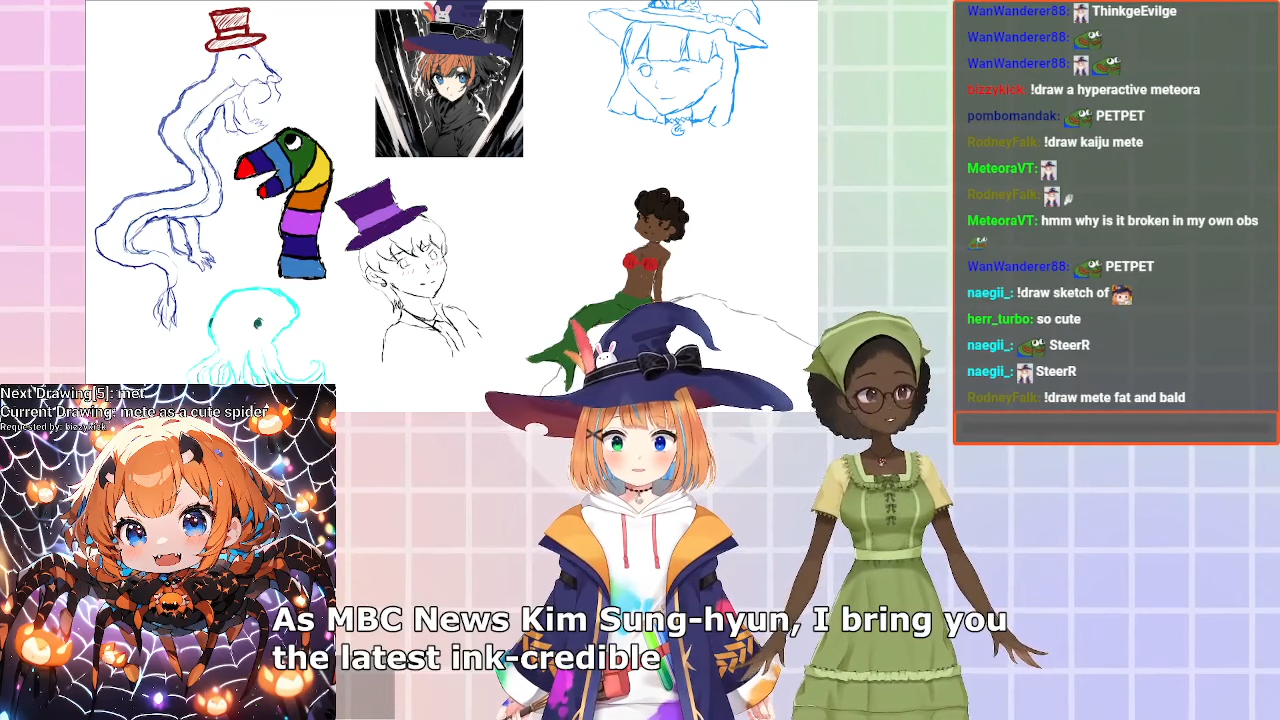 WanWanderer88: ThinkgeEvilge
WanWanderer88:
WanWanderer88:
bizzykick: !draw a hyperactive meteora
pombomandak: PETPET
RodneyFalk: !draw kaiju mete
MeteoraVT:
RodneyFalk:
MeteoraVT: hmm why is it broken in my own obs
WanWanderer88: PETPET
naegii_: !draw sketch of
herr_turbo: so cute
naegii_: SteerR
naegii_: SteerR
RodneyFalk: !draw mete fat and bald
Next Drawing[5]: met
Current Drawing: mete as a cute spider
Requested by: bizzykick
As MBC News Kim Sung-hyun, I bring you
the latest ink-credible